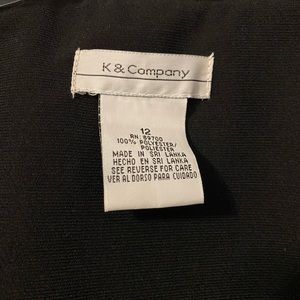 K & Company
12
RN: 89700
100% POLYESTER/
POLIESTER
MADE IN SRI LANKA
HECHO EN SRI LANKA
SEE REVERSE FOR CARE
VER AL DORSO PARA CUIDADO